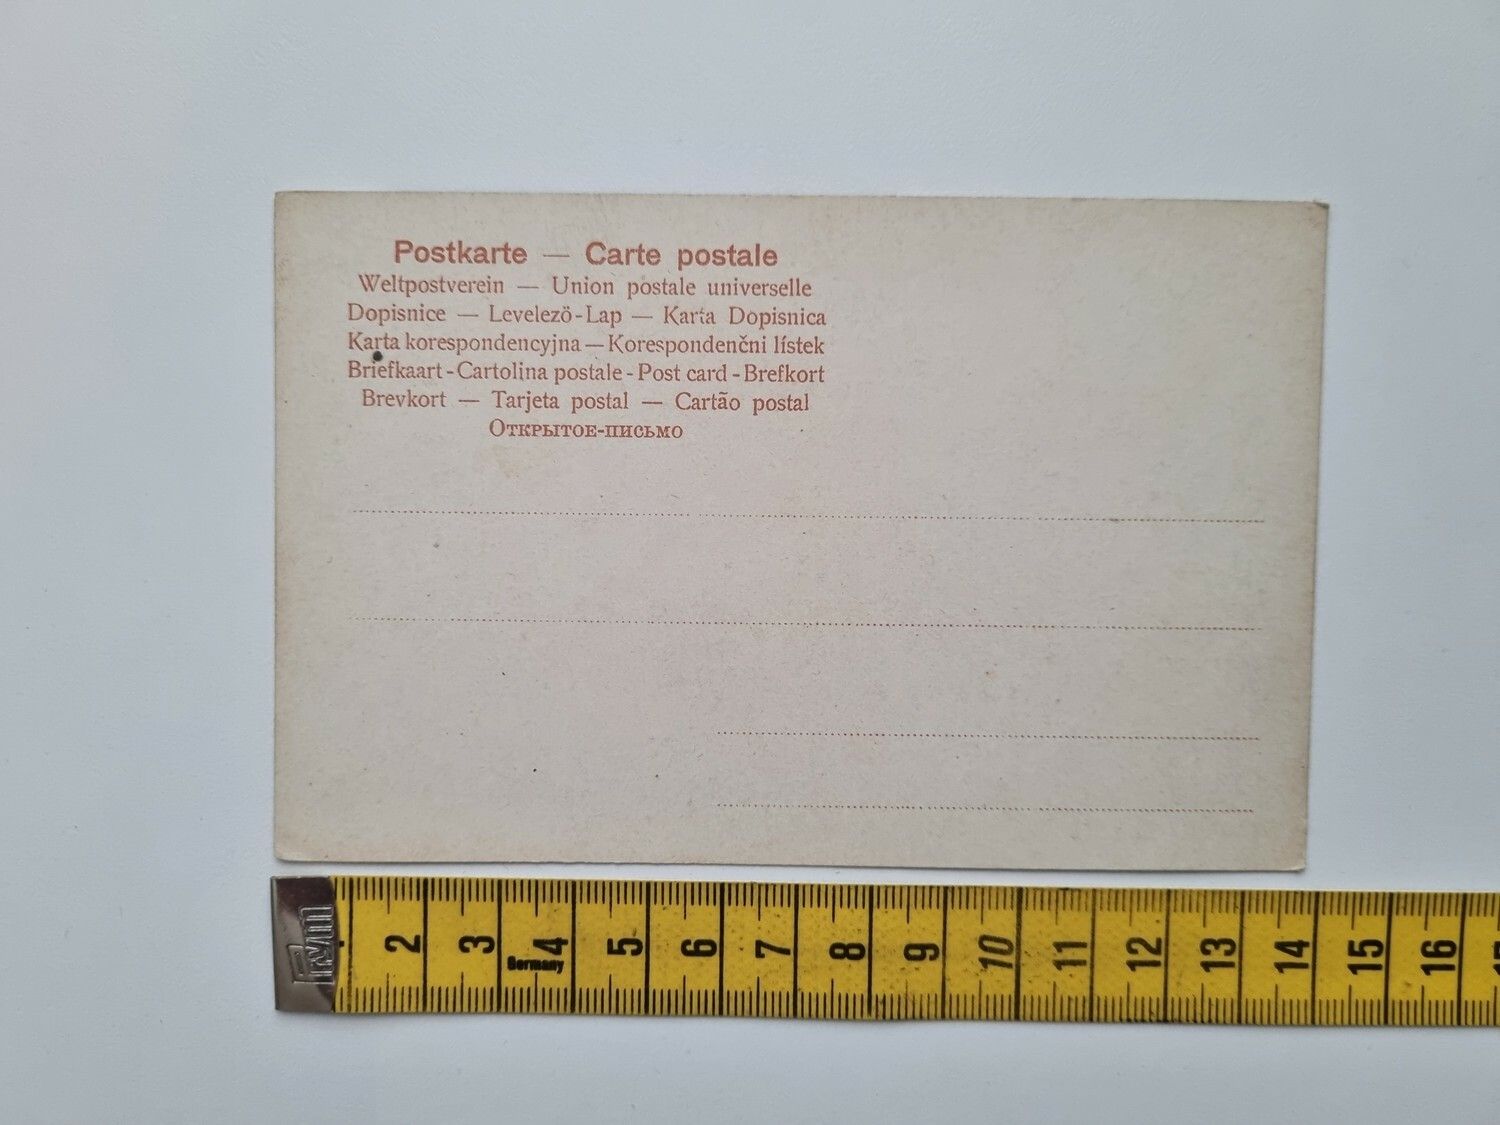 Postkarte — Carte postale
Weltpostverein — Union postale universelle
Dopisnice — Levelezö-Lap — Karta Dopisnica
Karta korespondencyjna — Korespondenčni lístek
Briefkaart - Cartolina postale - Post card - Brefkort
Brevkort — Tarjeta postal — Cartão postal
Открытое-письмо
Prym
2 3 4 5 6 7 8 9 10 11 12 13 14 15 16
Germany